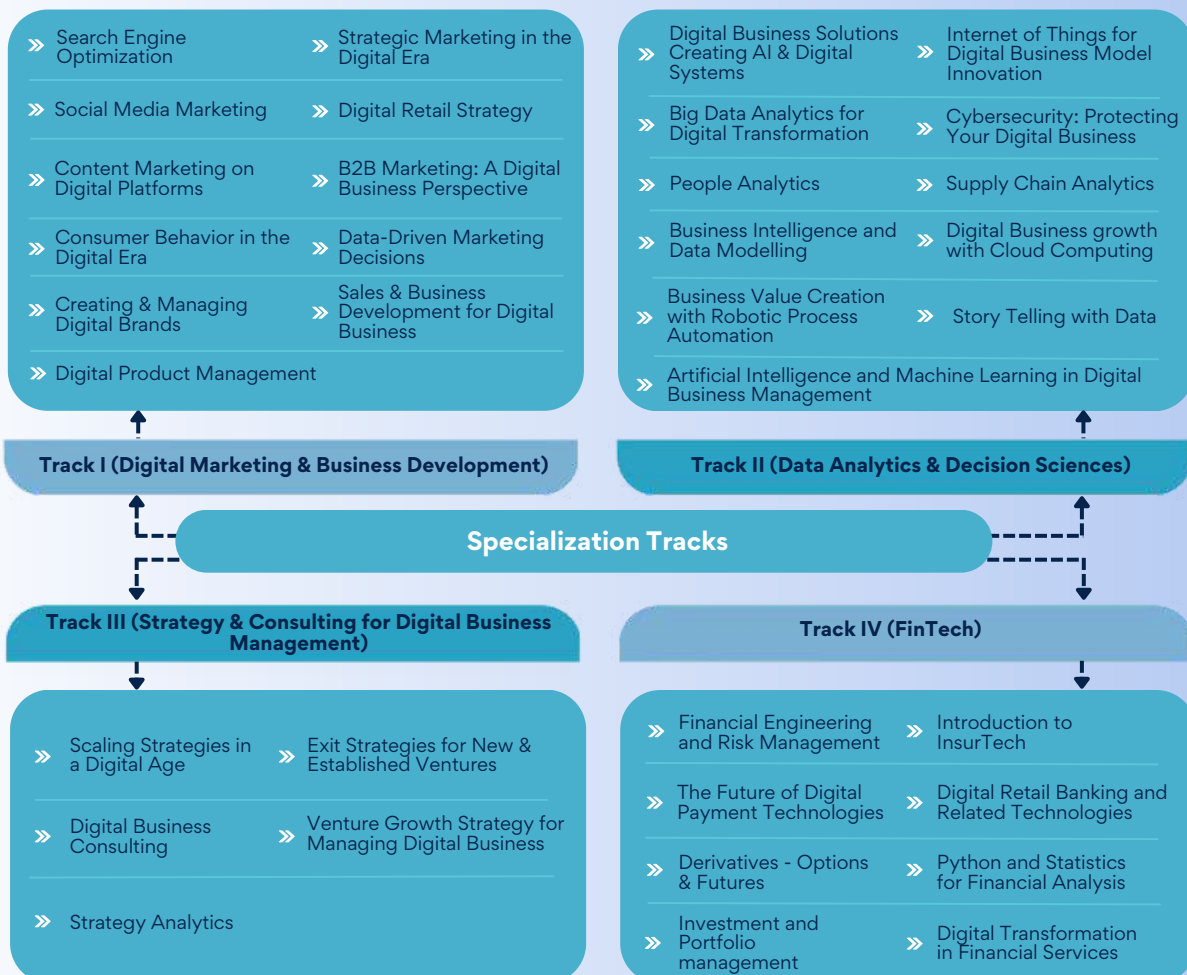 Search Engine
Optimization
Strategic Marketing in the
Digital Era
Social Media Marketing
Digital Retail Strategy
Content Marketing on
Digital Platforms
B2B Marketing: A Digital
Business Perspective
Consumer Behavior in the
Digital Era
Data-Driven Marketing
Decisions
Creating & Managing
Digital Brands
Sales & Business
Development for Digital
Business
Digital Product Management
Digital Business Solutions
Creating AI & Digital
Systems
Internet of Things for
Digital Business Model
Innovation
Big Data Analytics for
Digital Transformation
Cybersecurity: Protecting
Your Digital Business
People Analytics
Supply Chain Analytics
Business Intelligence and
Data Modelling
Digital Business growth
with Cloud Computing
Business Value Creation
with Robotic Process
Automation
Story Telling with Data
Artificial Intelligence and Machine Learning in Digital
Business Management
Track I (Digital Marketing & Business Development)
Track II (Data Analytics & Decision Sciences)
Specialization Tracks
Track III (Strategy & Consulting for Digital Business
Management)
Track IV (FinTech)
Scaling Strategies in
a Digital Age
Exit Strategies for New &
Established Ventures
Digital Business
Consulting
Venture Growth Strategy for
Managing Digital Business
Strategy Analytics
Financial Engineering
and Risk Management
Introduction to
InsurTech
The Future of Digital
Payment Technologies
Digital Retail Banking and
Related Technologies
Derivatives - Options
& Futures
Python and Statistics
for Financial Analysis
Investment and
Portfolio
management
Digital Transformation
in Financial Services